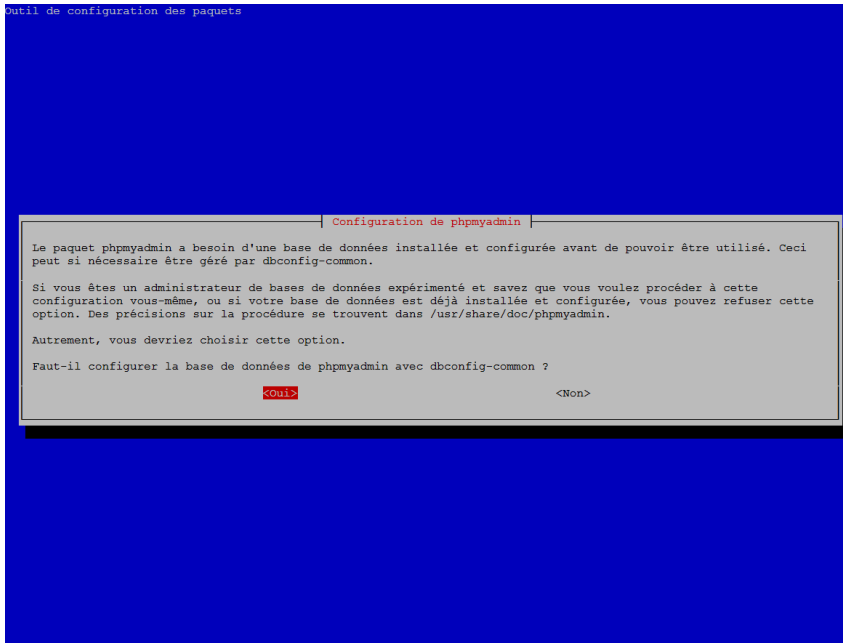 Outil de configuration des paquets
Configuration de phpmyadmin
Le paquet phpmyadmin a besoin d'une base de données installée et configurée avant de pouvoir être utilisé. Ceci
peut si nécessaire être géré par dbconfig-common.
Si vous êtes un administrateur de bases de données expérimenté et savez que vous voulez procéder à cette
configuration vous-même, ou si votre base de données est déjà installée et configurée, vous pouvez refuser cette
option. Des précisions sur la procédure se trouvent dans /usr/share/doc/phpmyadmin.
Autrement, vous devriez choisir cette option.
Faut-il configurer la base de données de phpmyadmin avec dbconfig-common ?
<Oui> <Non>